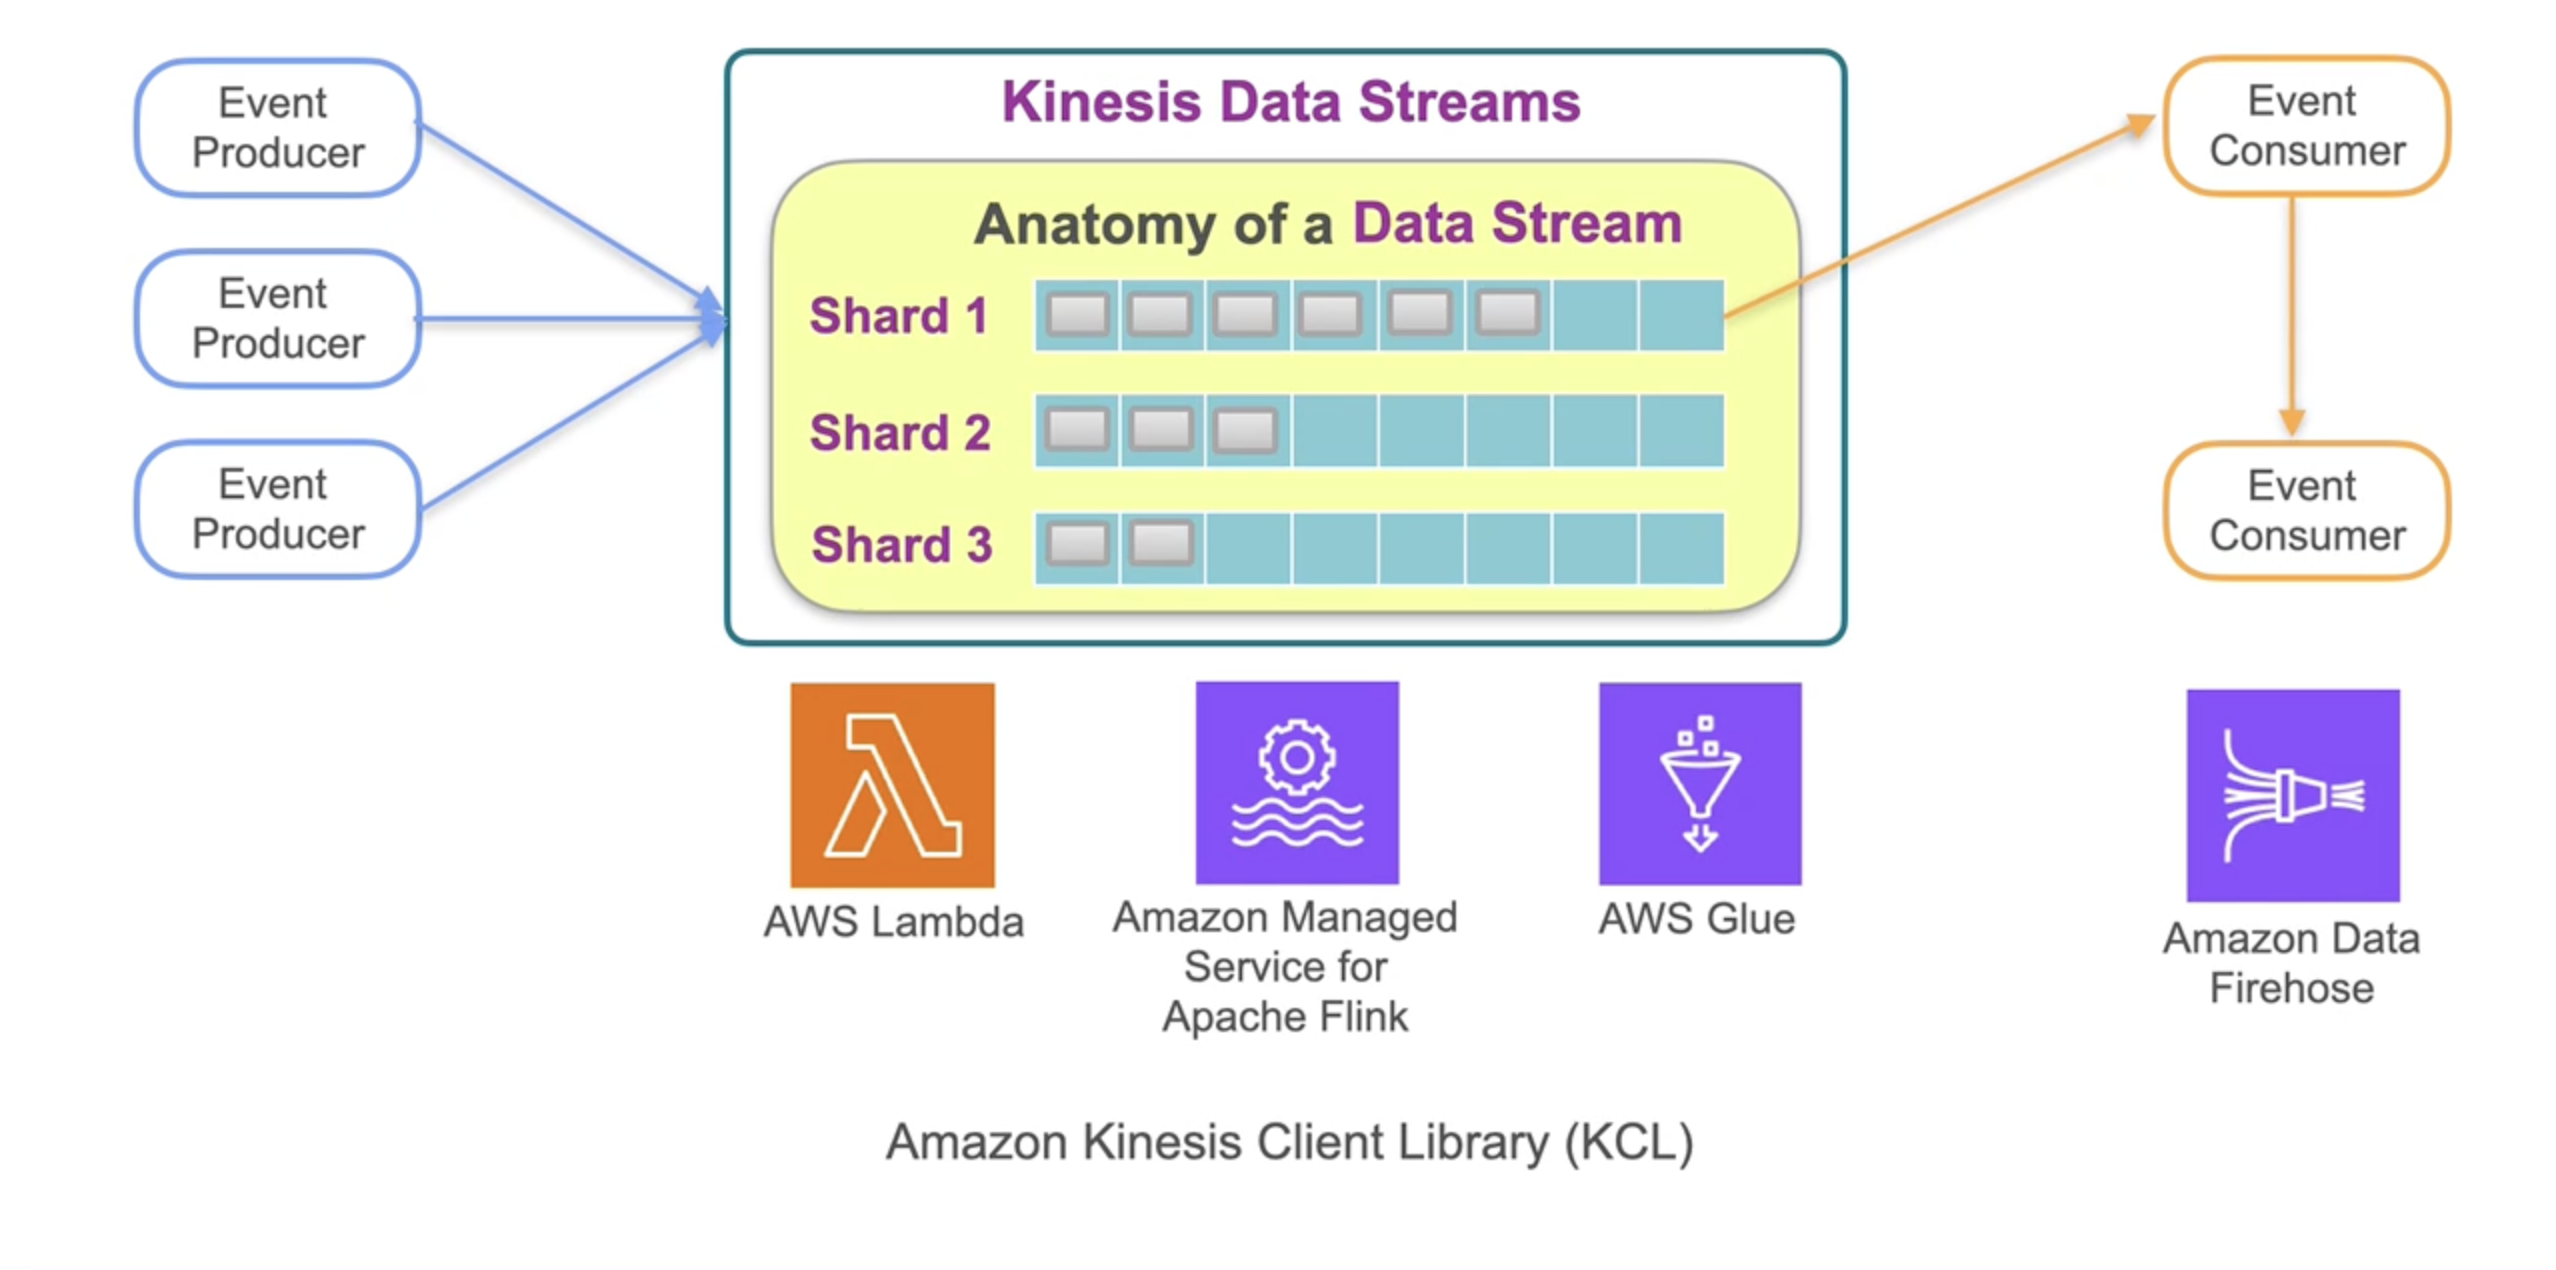 Event
Producer
Event
Producer
Event
Producer
Kinesis Data Streams
Anatomy of a Data Stream
Shard 1
Shard 2
Shard 3
Event
Consumer
Event
Consumer
AWS Lambda
Amazon Managed
Service for
Apache Flink
AWS Glue
Amazon Data
Firehose
Amazon Kinesis Client Library (KCL)